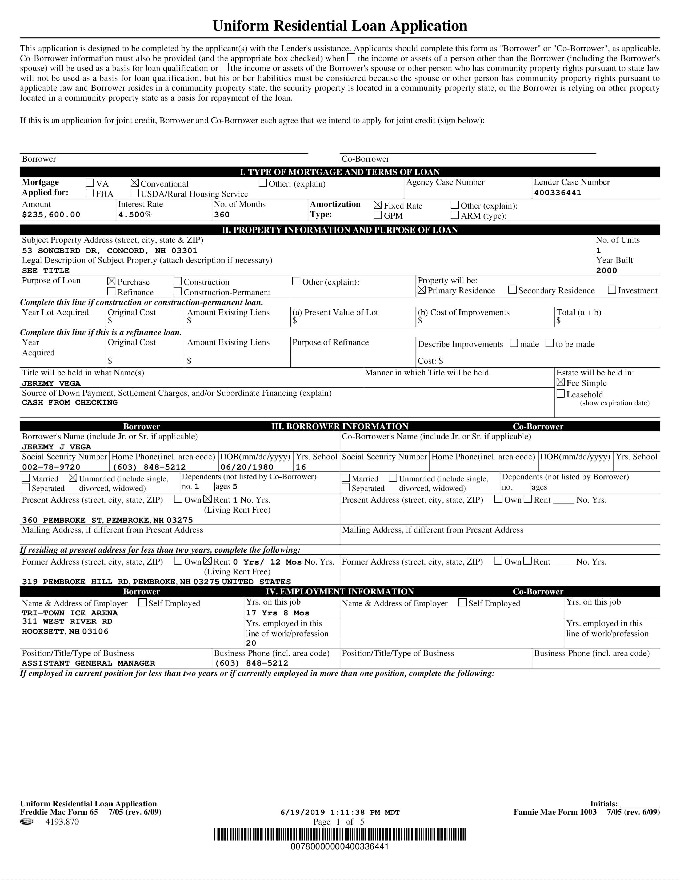 Uniform Residential Loan Application
This application is designed to be completed by the applicant(s) with the Lender's assistance. Applicants should complete this form as "Borrower" or "Co-Borrower", as applicable.
Co-Borrower information must also be provided (and the appropriate box checked) when ☐ the income or assets of a person other than the Borrower (including the Borrower's
spouse) will be used as a basis for loan qualification or ☐ the income or assets of the Borrower's spouse or other person who has community property rights pursuant to state law
will not be used as a basis for loan qualification, but his or her liabilities must be considered because the spouse or other person has community property rights pursuant to
applicable law and Borrower resides in a community property state, the security property is located in a community property state, or the Borrower is relying on other property
located in a community property state as a basis for repayment of the loan.
If this is an application for joint credit, Borrower and Co-Borrower each agree that we intend to apply for joint credit (sign below):
Borrower Co-Borrower
I. TYPE OF MORTGAGE AND TERMS OF LOAN
Mortgage ☐ VA ☒ Conventional ☐ Other: (explain) Agency Case Number Lender Case Number
Applied for: ☐ FHA ☐ USDA/Rural Housing Service 400336441
Amount Interest Rate No. of Months Amortization ☒ Fixed Rate ☐ Other (explain):
$235,600.00 4.500% 360 Type: ☐ GPM ☐ ARM (type):
II. PROPERTY INFORMATION AND PURPOSE OF LOAN
Subject Property Address (street, city, state & ZIP) No. of Units
53 SONGBIRD DR, CONCORD, NH 03301 1
Legal Description of Subject Property (attach description if necessary) Year Built
SEE TITLE 2000
Purpose of Loan ☒ Purchase ☐ Construction ☐ Other (explain): Property will be:
☐ Refinance ☐ Construction-Permanent ☒ Primary Residence ☐ Secondary Residence ☐ Investment
Complete this line if construction or construction-permanent loan.
Year Lot Acquired Original Cost Amount Existing Liens (a) Present Value of Lot (b) Cost of Improvements Total (a + b)
$ $ $ $ $
Complete this line if this is a refinance loan.
Year Original Cost Amount Existing Liens Purpose of Refinance Describe Improvements ☐ made ☐ to be made
Acquired
$ $ Cost: $
Title will be held in what Name(s) Manner in which Title will be held Estate will be held in:
JEREMY VEGA ☒ Fee Simple
Source of Down Payment, Settlement Charges, and/or Subordinate Financing (explain) ☐ Leasehold
CASH FROM CHECKING (show expiration date)
Borrower III. BORROWER INFORMATION Co-Borrower
Borrower's Name (include Jr. or Sr. if applicable) Co-Borrower's Name (include Jr. or Sr. if applicable)
JEREMY J VEGA
Social Security Number Home Phone(incl. area code) DOB(mm/dd/yyyy) Yrs. School Social Security Number Home Phone(incl. area code) DOB(mm/dd/yyyy) Yrs. School
002-78-9720 (603) 848-5212 06/20/1980 16
☐ Married ☒ Unmarried (include single, Dependents (not listed by Co-Borrower) ☐ Married ☐ Unmarried (include single, Dependents (not listed by Borrower)
☐ Separated divorced, widowed) no. 1 ages 5 ☐ Separated divorced, widowed) no. ages
Present Address (street, city, state, ZIP) ☐ Own ☒ Rent 1 No. Yrs. Present Address (street, city, state, ZIP) ☐ Own ☐ Rent ____ No. Yrs.
(Living Rent Free)
360 PEMBROKE ST, PEMBROKE, NH 03275
Mailing Address, if different from Present Address Mailing Address, if different from Present Address
If residing at present address for less than two years, complete the following:
Former Address (street, city, state, ZIP) ☐ Own ☒ Rent 0 Yrs/ 12 Mos No. Yrs. Former Address (street, city, state, ZIP) ☐ Own ☐ Rent ____ No. Yrs.
(Living Rent Free)
319 PEMBROKE HILL RD, PEMBROKE, NH 03275 UNITED STATES
Borrower IV. EMPLOYMENT INFORMATION Co-Borrower
Name & Address of Employer ☐ Self Employed Yrs. on this job Name & Address of Employer ☐ Self Employed Yrs. on this job
TRI-TOWN ICE ARENA 17 Yrs 8 Mos
311 WEST RIVER RD Yrs. employed in this Yrs. employed in this
HOOKSETT, NH 03106 line of work/profession line of work/profession
20
Position/Title/Type of Business Business Phone (incl. area code) Position/Title/Type of Business Business Phone (incl. area code)
ASSISTANT GENERAL MANAGER (603) 848-5212
If employed in current position for less than two years or if currently employed in more than one position, complete the following:
Uniform Residential Loan Application Initials:
Freddie Mac Form 65 7/05 (rev. 6/09) 6/19/2019 1:11:38 PM MDT Fannie Mae Form 1003 7/05 (rev. 6/09)
4193.870 Page 1 of 5
0078000000400336441